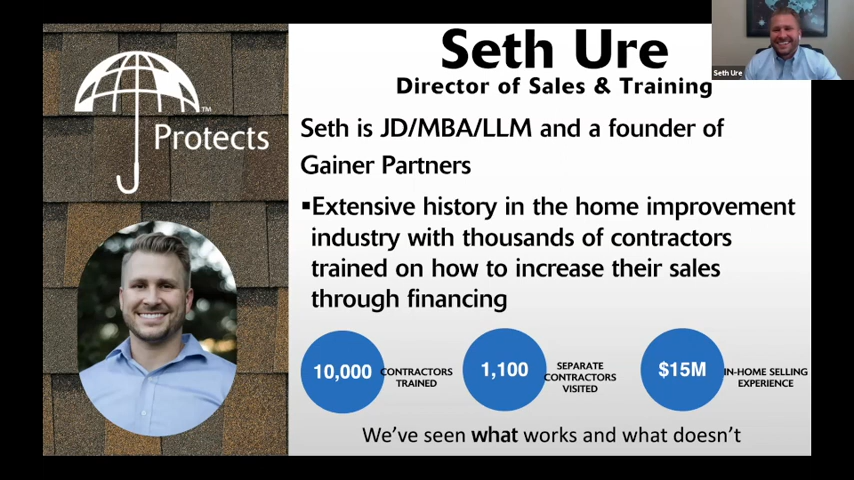 Seth Ure
Director of Sales & Training
Seth Ure
TM
Protects
Seth is JD/MBA/LLM and a founder of
Gainer Partners
▪Extensive history in the home improvement
industry with thousands of contractors
trained on how to increase their sales
through financing
10,000
CONTRACTORS
TRAINED
1,100
SEPARATE
CONTRACTORS
VISITED
$15M
IN-HOME SELLING
EXPERIENCE
We've seen what works and what doesn't